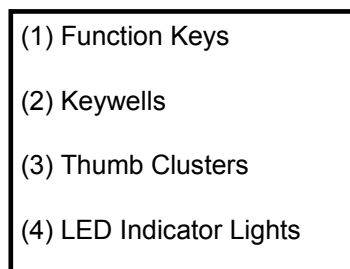 (1) Function Keys
(2) Keywells
(3) Thumb Clusters
(4) LED Indicator Lights